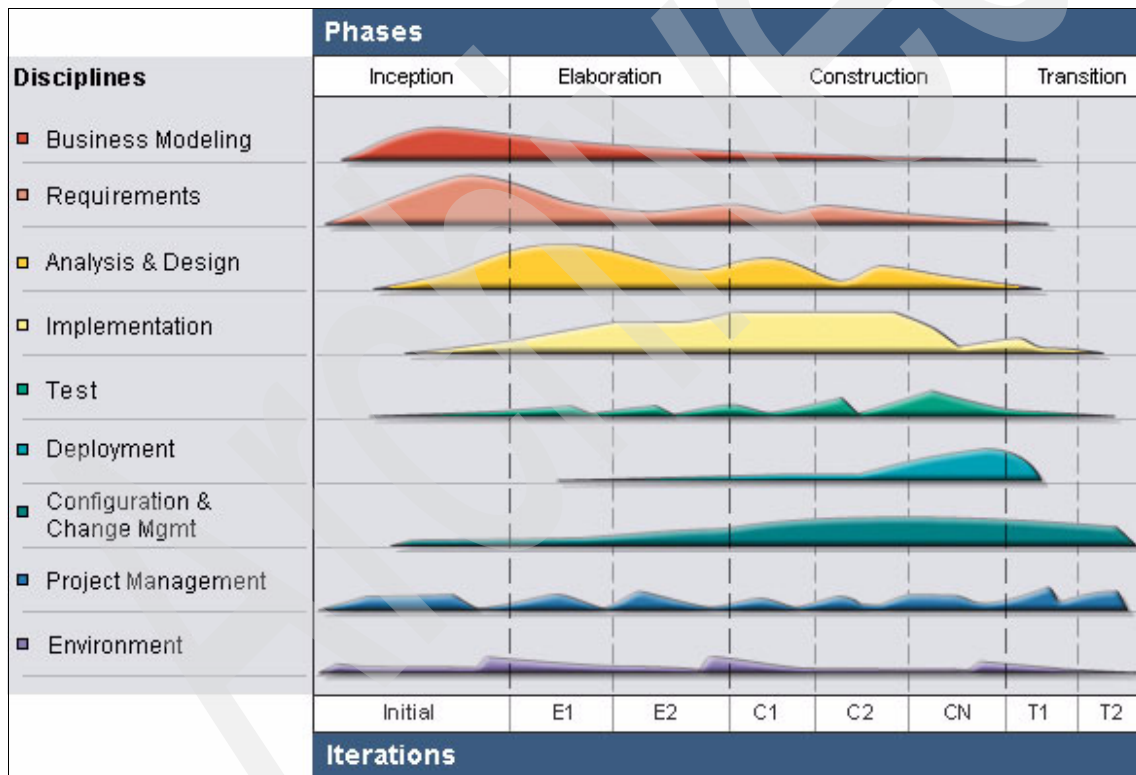 Phases
Disciplines
Inception Elaboration Construction Transition
Business Modeling
Requirements
Analysis & Design
Implementation
Test
Deployment
Configuration &
Change Mgmt
Project Management
Environment
Initial E1 E2 C1 C2 CN T1 T2
Iterations